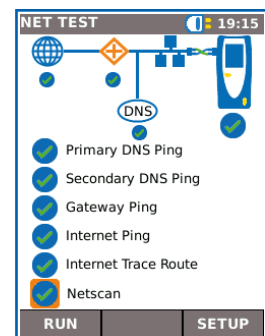 NET TEST 19:15
DNS
Primary DNS Ping
Secondary DNS Ping
Gateway Ping
Internet Ping
Internet Trace Route
Netscan
RUN SETUP